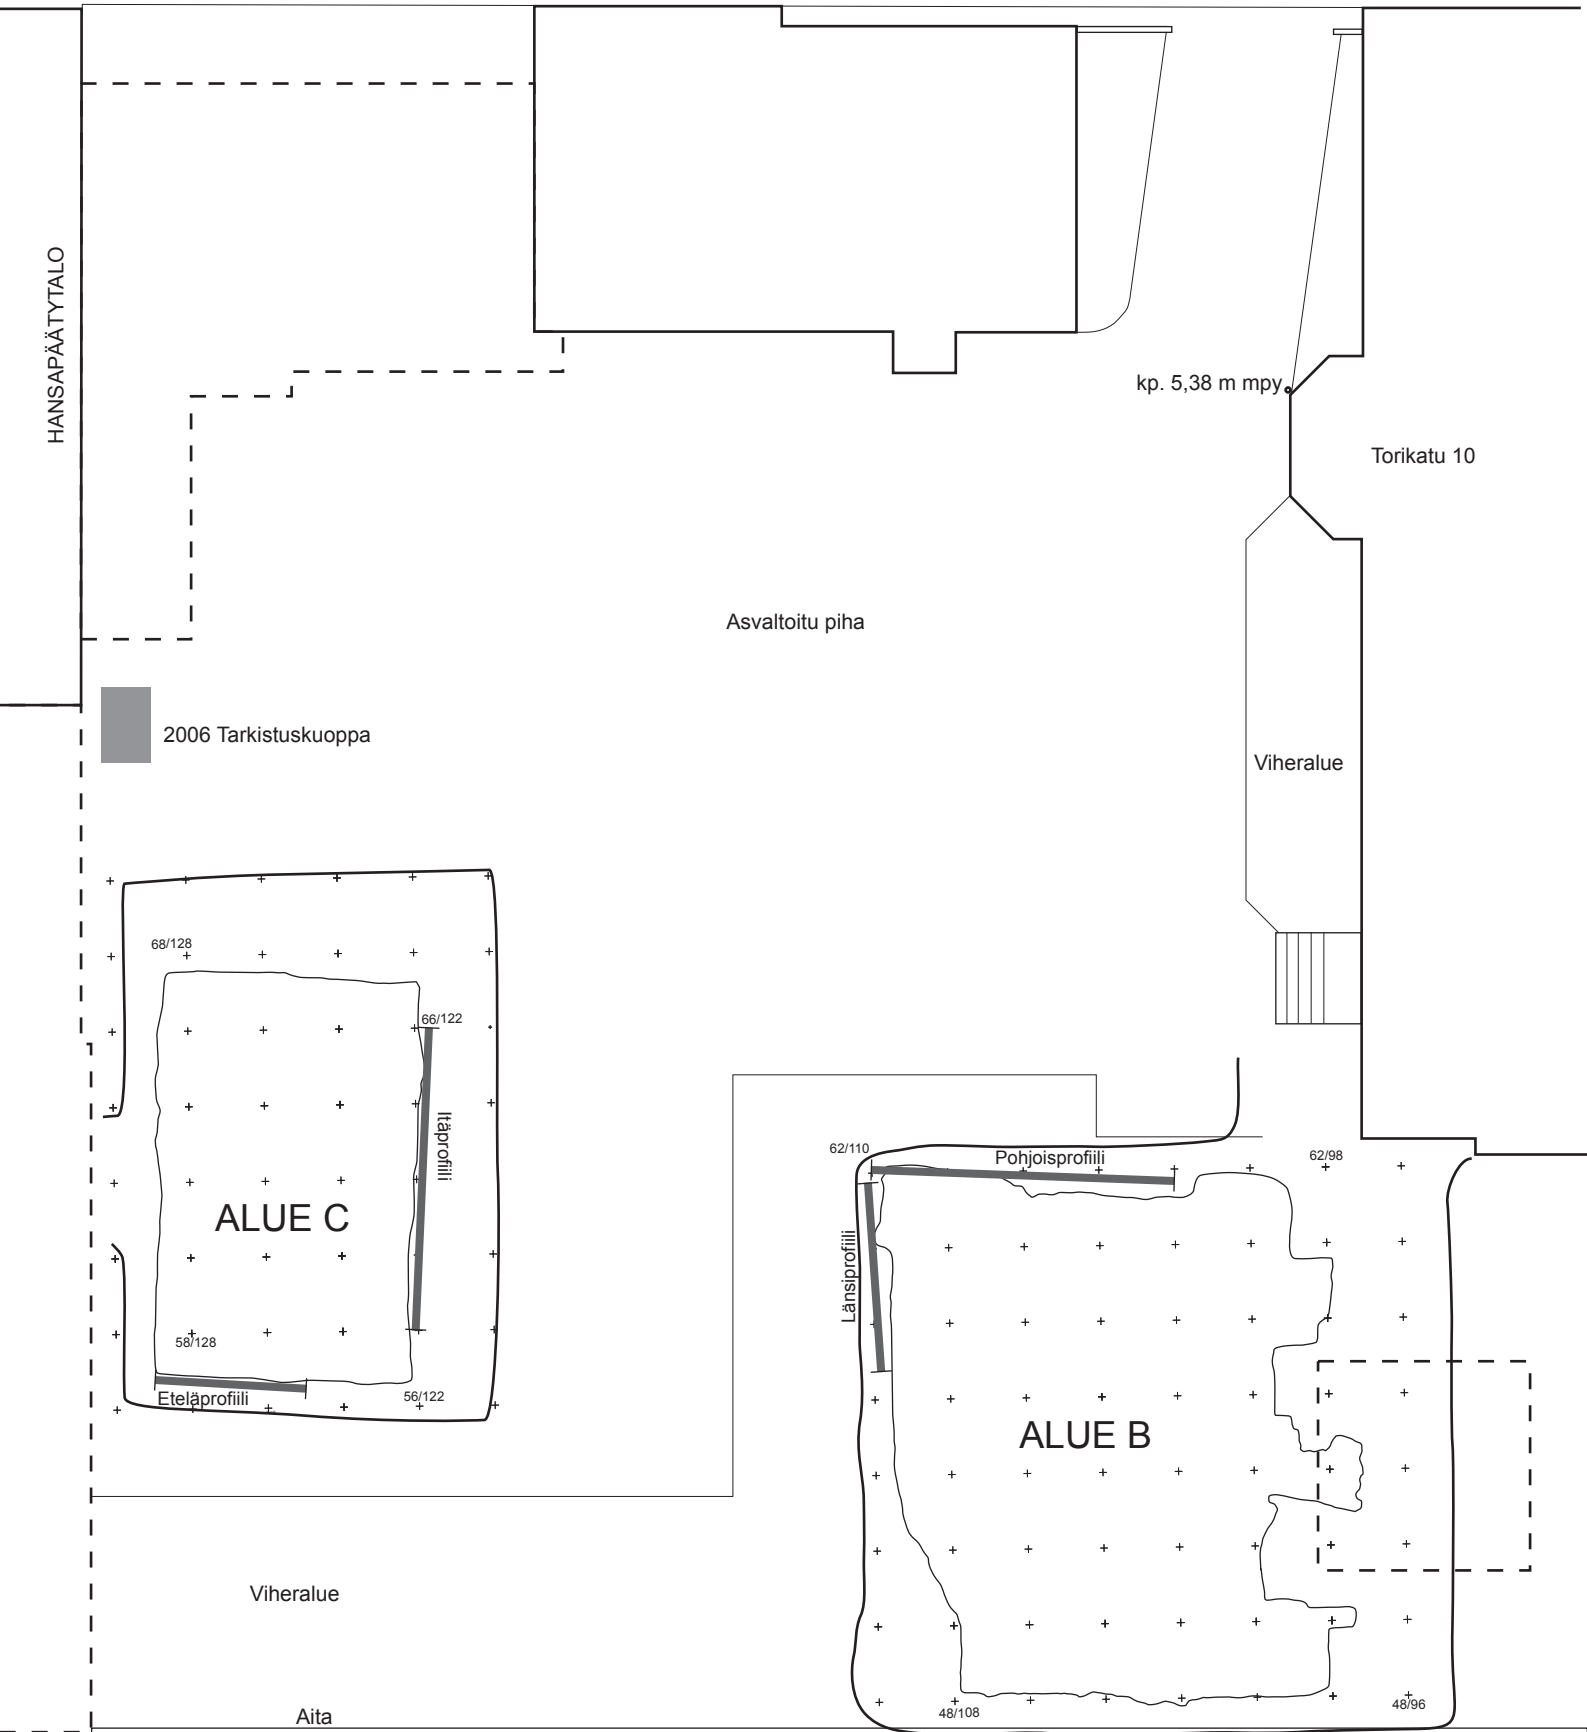 HANSAPÄÄTYTALO
kp. 5,38 m mpy
Torikatu 10
Asvaltoitu piha
2006 Tarkistuskuoppa
Viheralue
68/128
66/122
Itäprofiili
ALUE C
58/128
Eteläprofiili
56/122
62/110
Pohjoisprofiili
62/98
Länsiprofiili
ALUE B
Viheralue
48/108
48/96
Aita